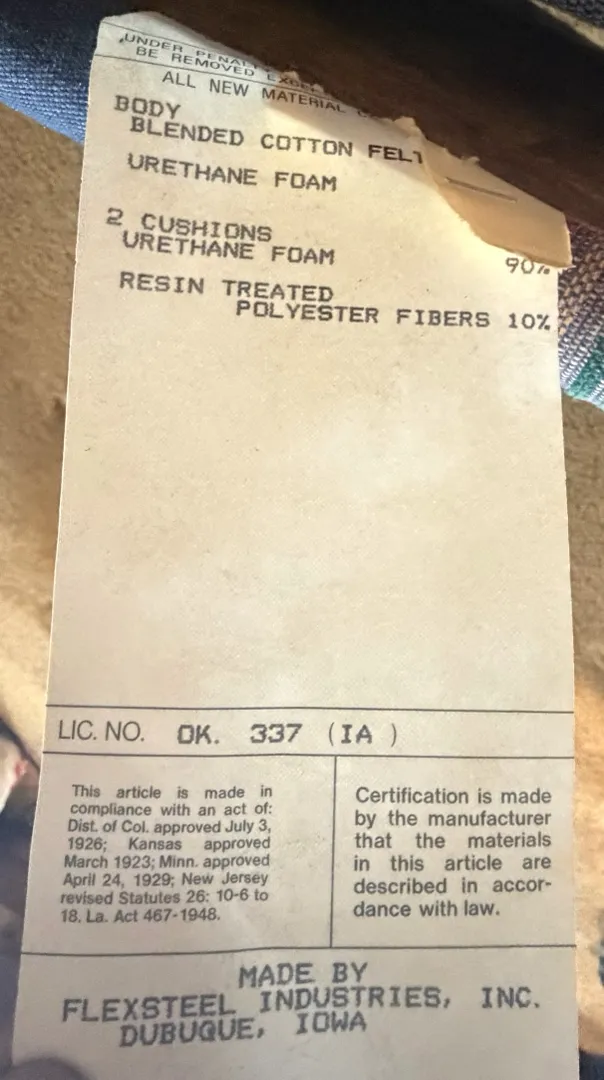 UNDER PENAL
BE REMOVED EXCE
ALL NEW MATERIAL
BODY
BLENDED COTTON FELT
URETHANE FOAM
2 CUSHIONS
URETHANE FOAM 90%
RESIN TREATED
POLYESTER FIBERS 10%
LIC. NO. OK. 337 (IA )
This article is made in
compliance with an act of:
Dist. of Col. approved July 3,
1926; Kansas approved
March 1923; Minn. approved
April 24, 1929; New Jersey
revised Statutes 26: 10-6 to
18. La. Act 467-1948.
Certification is made
by the manufacturer
that the materials
in this article are
described in accor-
dance with law.
MADE BY
FLEXSTEEL INDUSTRIES, INC.
DUBUQUE, IOWA